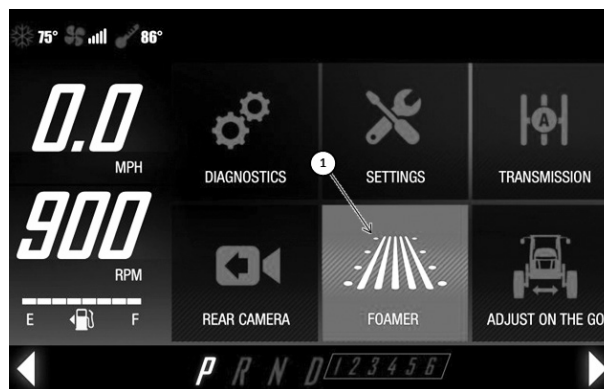 75° 86°
0.0
MPH
900
RPM
E F
DIAGNOSTICS SETTINGS TRANSMISSION
1
A
REAR CAMERA FOAMER ADJUST ON THE GO
P R N D 1 2 3 4 5 6 /